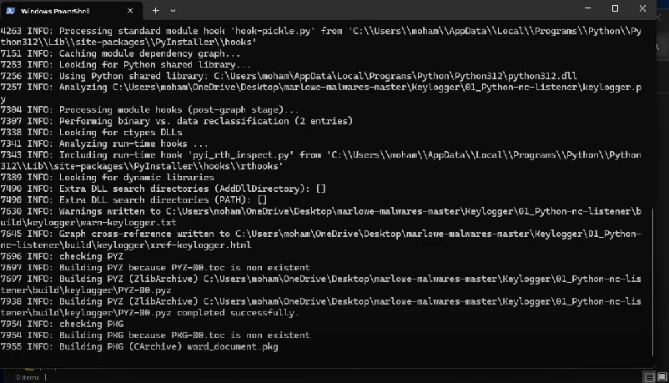 Windows PowerShell
4263 INFO: Processing standard module hook 'hook-pickle.py' from 'C:\\Users\\moham\\AppData\\Local\\Programs\\Python\\Py
thon312\\Lib\\site-packages\\PyInstaller\\hooks'
7151 INFO: Caching module dependency graph...
7253 INFO: Looking for Python shared library...
7256 INFO: Using Python shared library: C:\Users\moham\AppData\Local\Programs\Python\Python312\python312.dll
7257 INFO: Analyzing C:\Users\moham\OneDrive\Desktop\marlowe-malwares-master\Keylogger\01_Python-nc-listener\keylogger.p
y
7304 INFO: Processing module hooks (post-graph stage)...
7307 INFO: Performing binary vs. data reclassification (2 entries)
7338 INFO: Looking for ctypes DLLs
7341 INFO: Analyzing run-time hooks ...
7343 INFO: Including run-time hook 'pyi_rth_inspect.py' from 'C:\\Users\\moham\\AppData\\Local\\Programs\\Python\\Python
312\\Lib\\site-packages\\PyInstaller\\hooks\\rthooks'
7389 INFO: Looking for dynamic libraries
7490 INFO: Extra DLL search directories (AddDllDirectory): []
7490 INFO: Extra DLL search directories (PATH): []
7630 INFO: Warnings written to C:\Users\moham\OneDrive\Desktop\marlowe-malwares-master\Keylogger\01_Python-nc-listener\b
uild\keylogger\warn-keylogger.txt
7645 INFO: Graph cross-reference written to C:\Users\moham\OneDrive\Desktop\marlowe-malwares-master\Keylogger\01_Python-
nc-listener\build\keylogger\xref-keylogger.html
7696 INFO: checking PYZ
7697 INFO: Building PYZ because PYZ-00.toc is non existent
7697 INFO: Building PYZ (ZlibArchive) C:\Users\moham\OneDrive\Desktop\marlowe-malwares-master\Keylogger\01_Python-nc-lis
tener\build\keylogger\PYZ-00.pyz
7938 INFO: Building PYZ (ZlibArchive) C:\Users\moham\OneDrive\Desktop\marlowe-malwares-master\Keylogger\01_Python-nc-lis
tener\build\keylogger\PYZ-00.pyz completed successfully.
7954 INFO: checking PKG
7954 INFO: Building PKG because PKG-00.toc is non existent
7955 INFO: Building PKG (CArchive) word_document.pkg
0 items